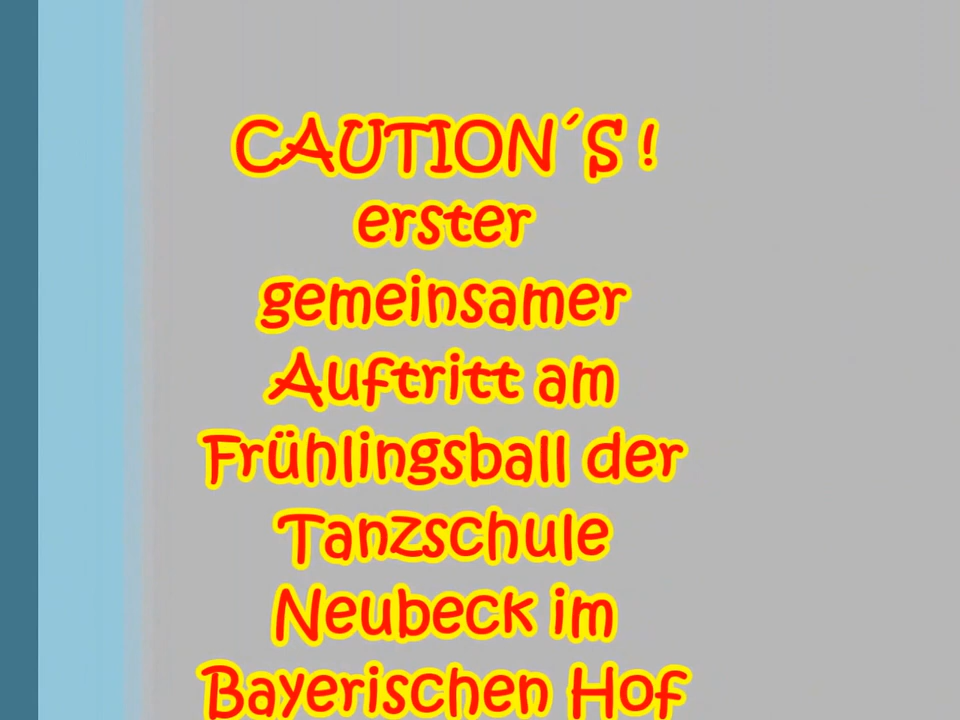 CAUTION´S !
erster
gemeinsamer
Auftritt am
Frühlingsball der
Tanzschule
Neubeck im
Bayerischen Hof